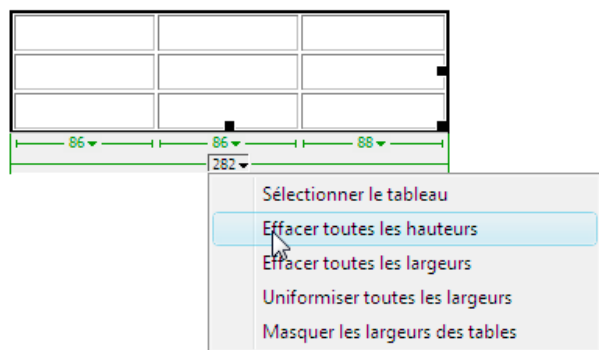 86 86 88
282
Sélectionner le tableau
Effacer toutes les hauteurs
Effacer toutes les largeurs
Uniformiser toutes les largeurs
Masquer les largeurs des tables